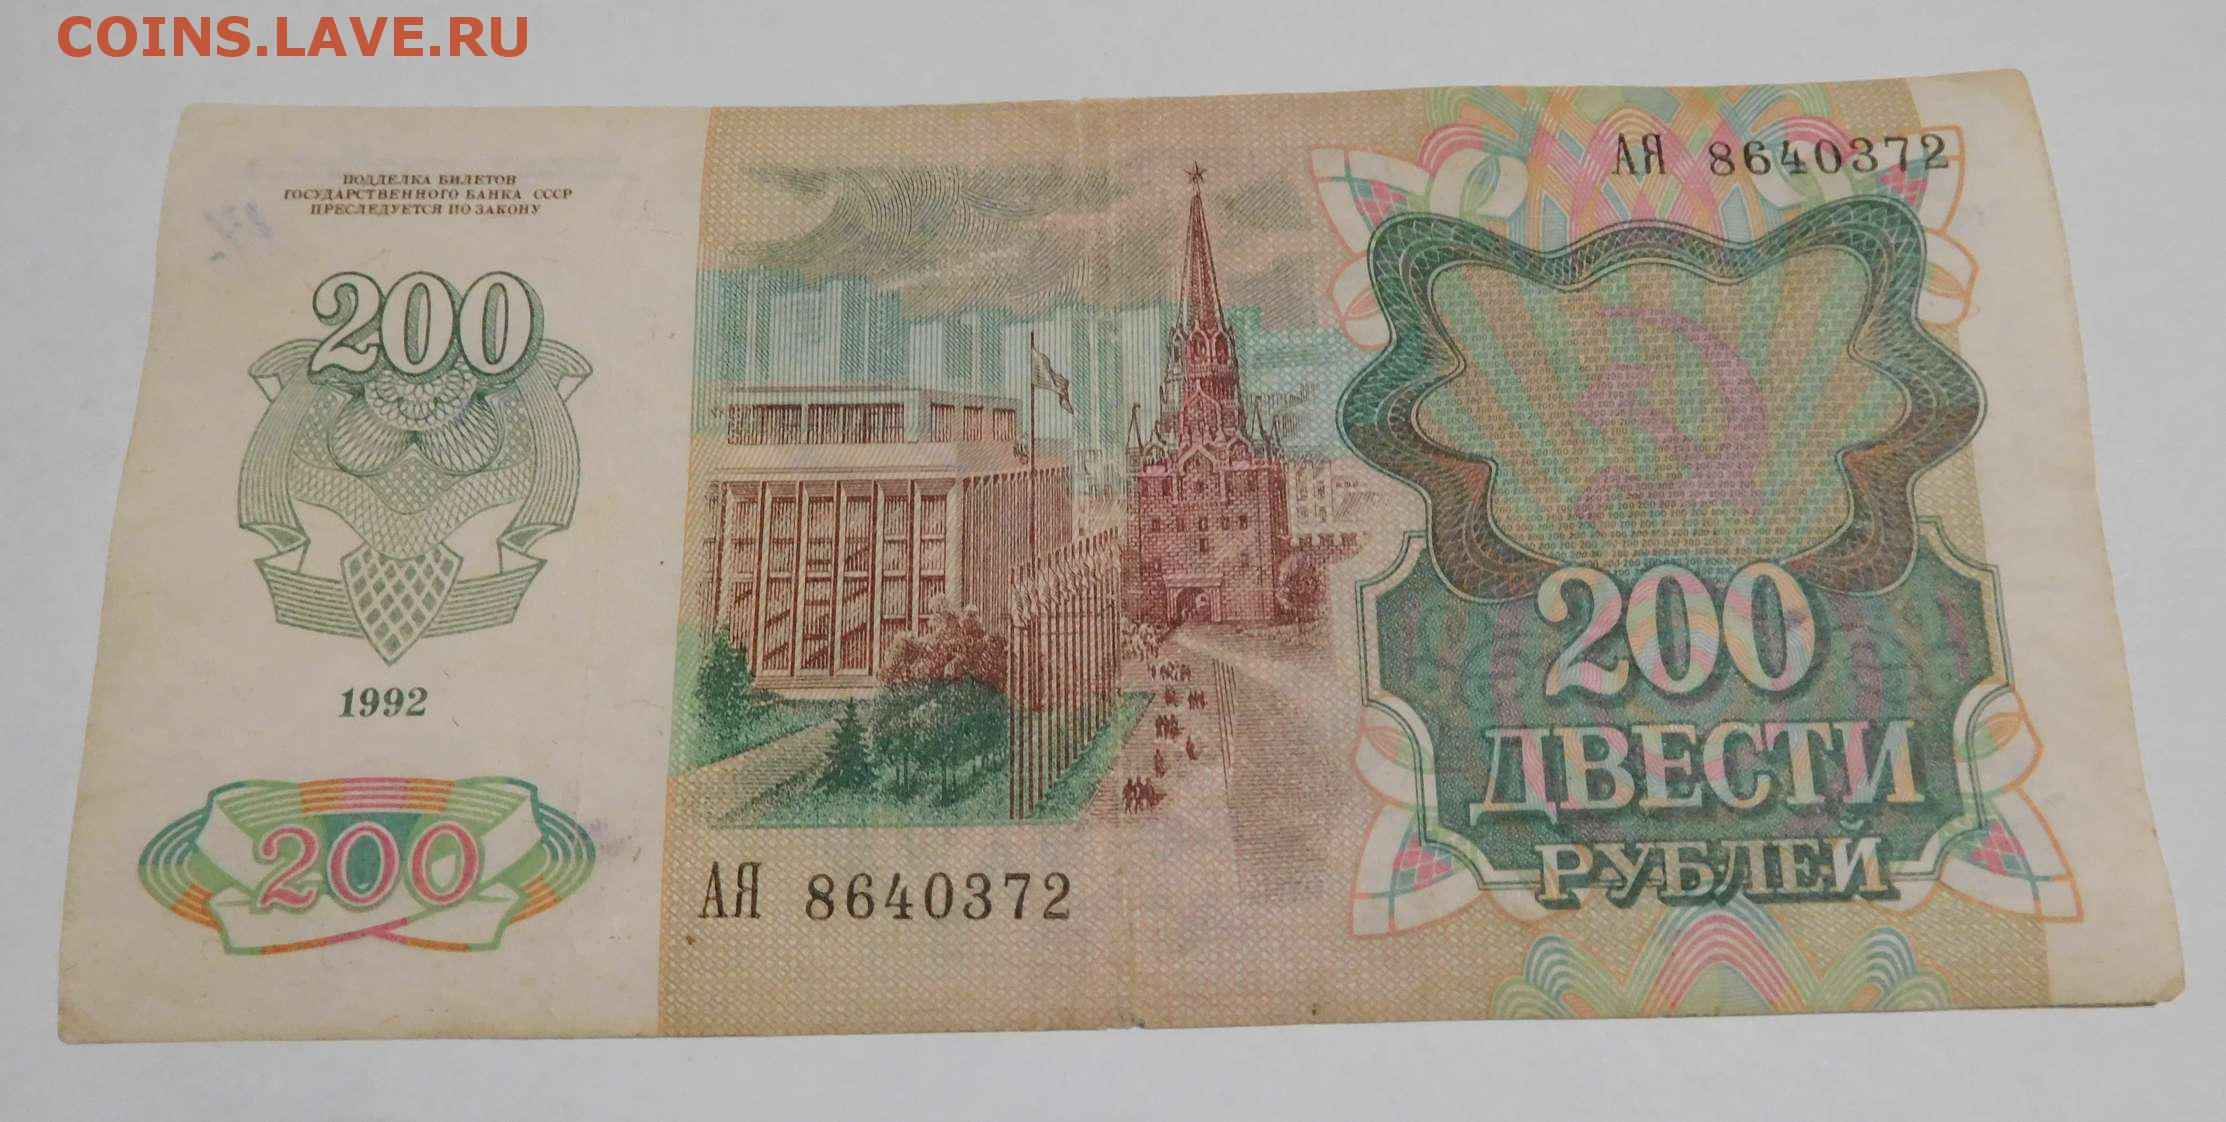 COINS.LAVE.RU
ПОДДЕЛКА БИЛЕТОВ
ГОСУДАРСТВЕННОГО БАНКА СССР
ПРЕСЛЕДУЕТСЯ ПО ЗАКОНУ
200
1992
200
АЯ 8640372
АЯ 8640372
200
ДВЕСТИ
РУБЛЕЙ